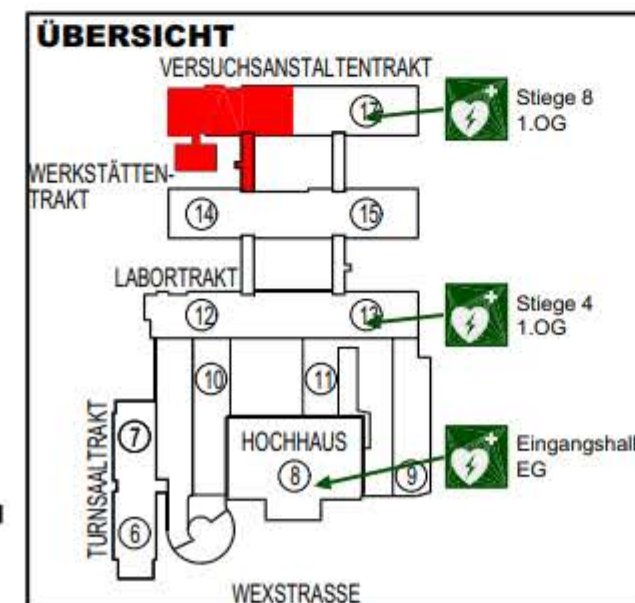 ÜBERSICHT
VERSUCHSANSTALTENTRAKT
17
Stiege 8
1.OG
WERKSTÄTTEN-
TRAKT
14
15
LABORTRAKT
12
13
Stiege 4
1.OG
10
11
TURNSAALTRAKT
7
HOCHHAUS
8
9
Eingangshall
EG
6
WEXSTRASSE